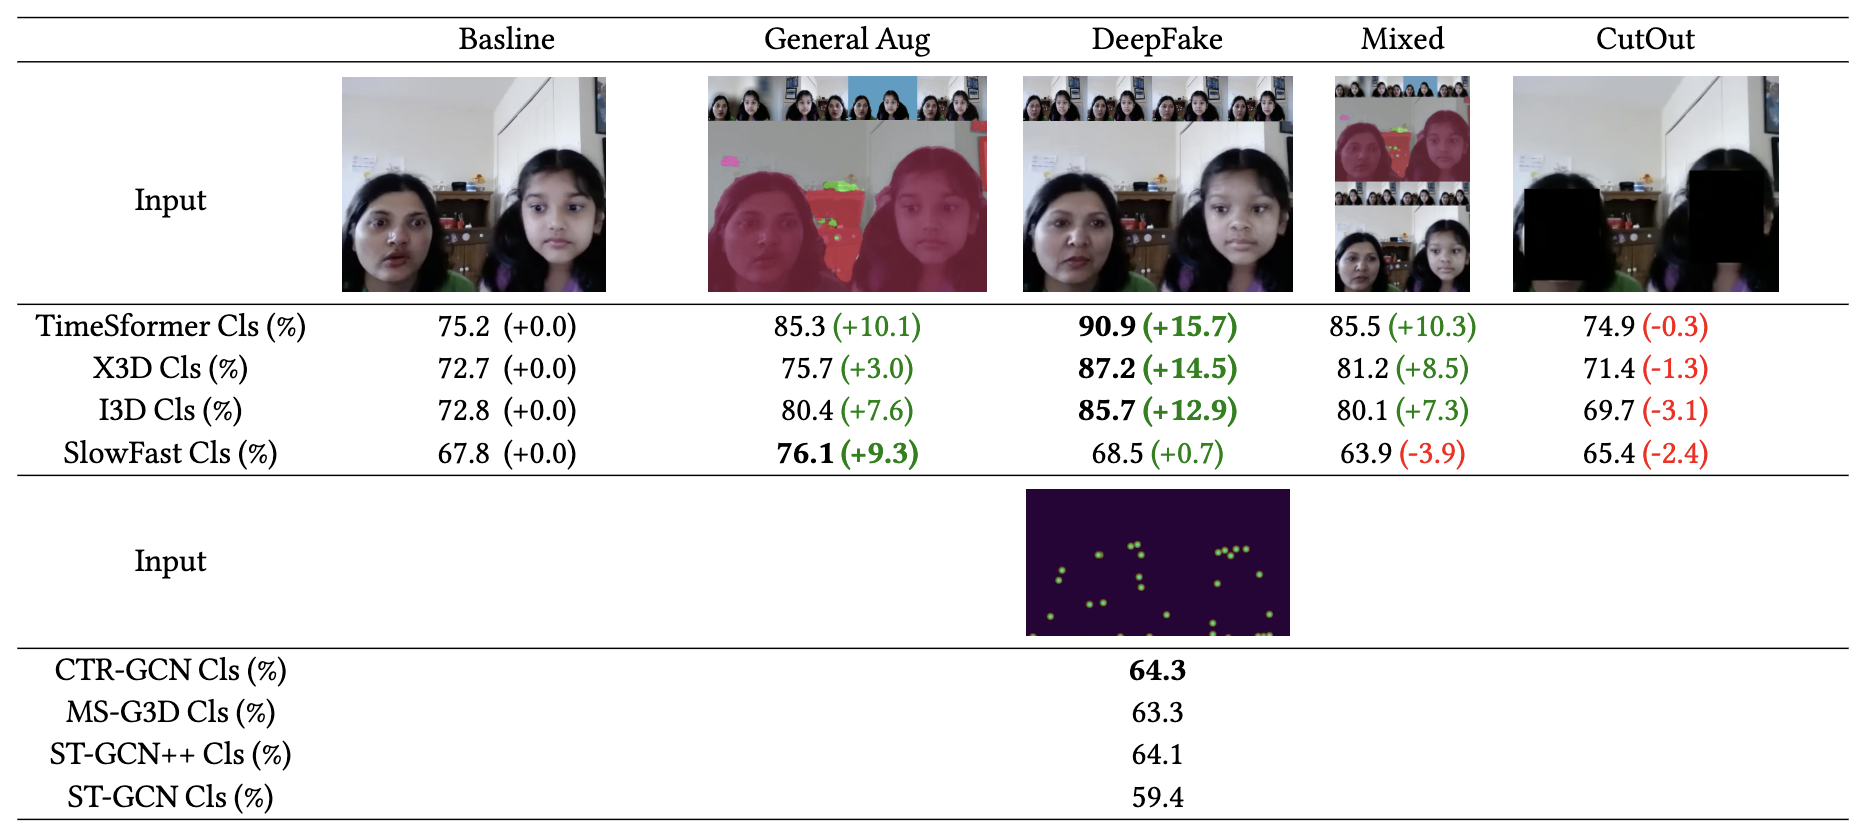 Basline General Aug DeepFake Mixed CutOut
Input
TimeSformer Cls (%) 75.2 (+0.0) 85.3 (+10.1) 90.9 (+15.7) 85.5 (+10.3) 74.9 (-0.3)
X3D Cls (%) 72.7 (+0.0) 75.7 (+3.0) 87.2 (+14.5) 81.2 (+8.5) 71.4 (-1.3)
I3D Cls (%) 72.8 (+0.0) 80.4 (+7.6) 85.7 (+12.9) 80.1 (+7.3) 69.7 (-3.1)
SlowFast Cls (%) 67.8 (+0.0) 76.1 (+9.3) 68.5 (+0.7) 63.9 (-3.9) 65.4 (-2.4)
Input
CTR-GCN Cls (%) 64.3
MS-G3D Cls (%) 63.3
ST-GCN++ Cls (%) 64.1
ST-GCN Cls (%) 59.4